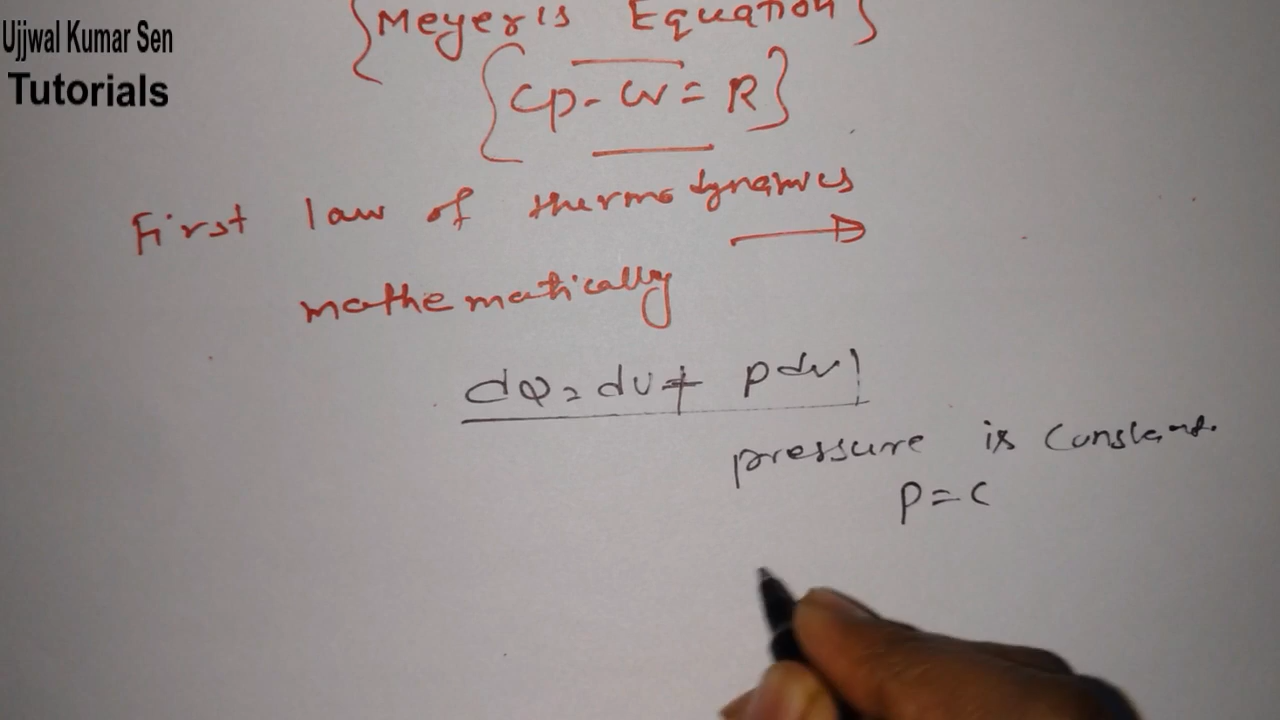 Ujjwal Kumar Sen
Tutorials
{Meyer's Equation}
{Cp - Cv = R}
First law of thermodynamics
mathematically
dQ = dU + pdv
pressure is constant.
P = C